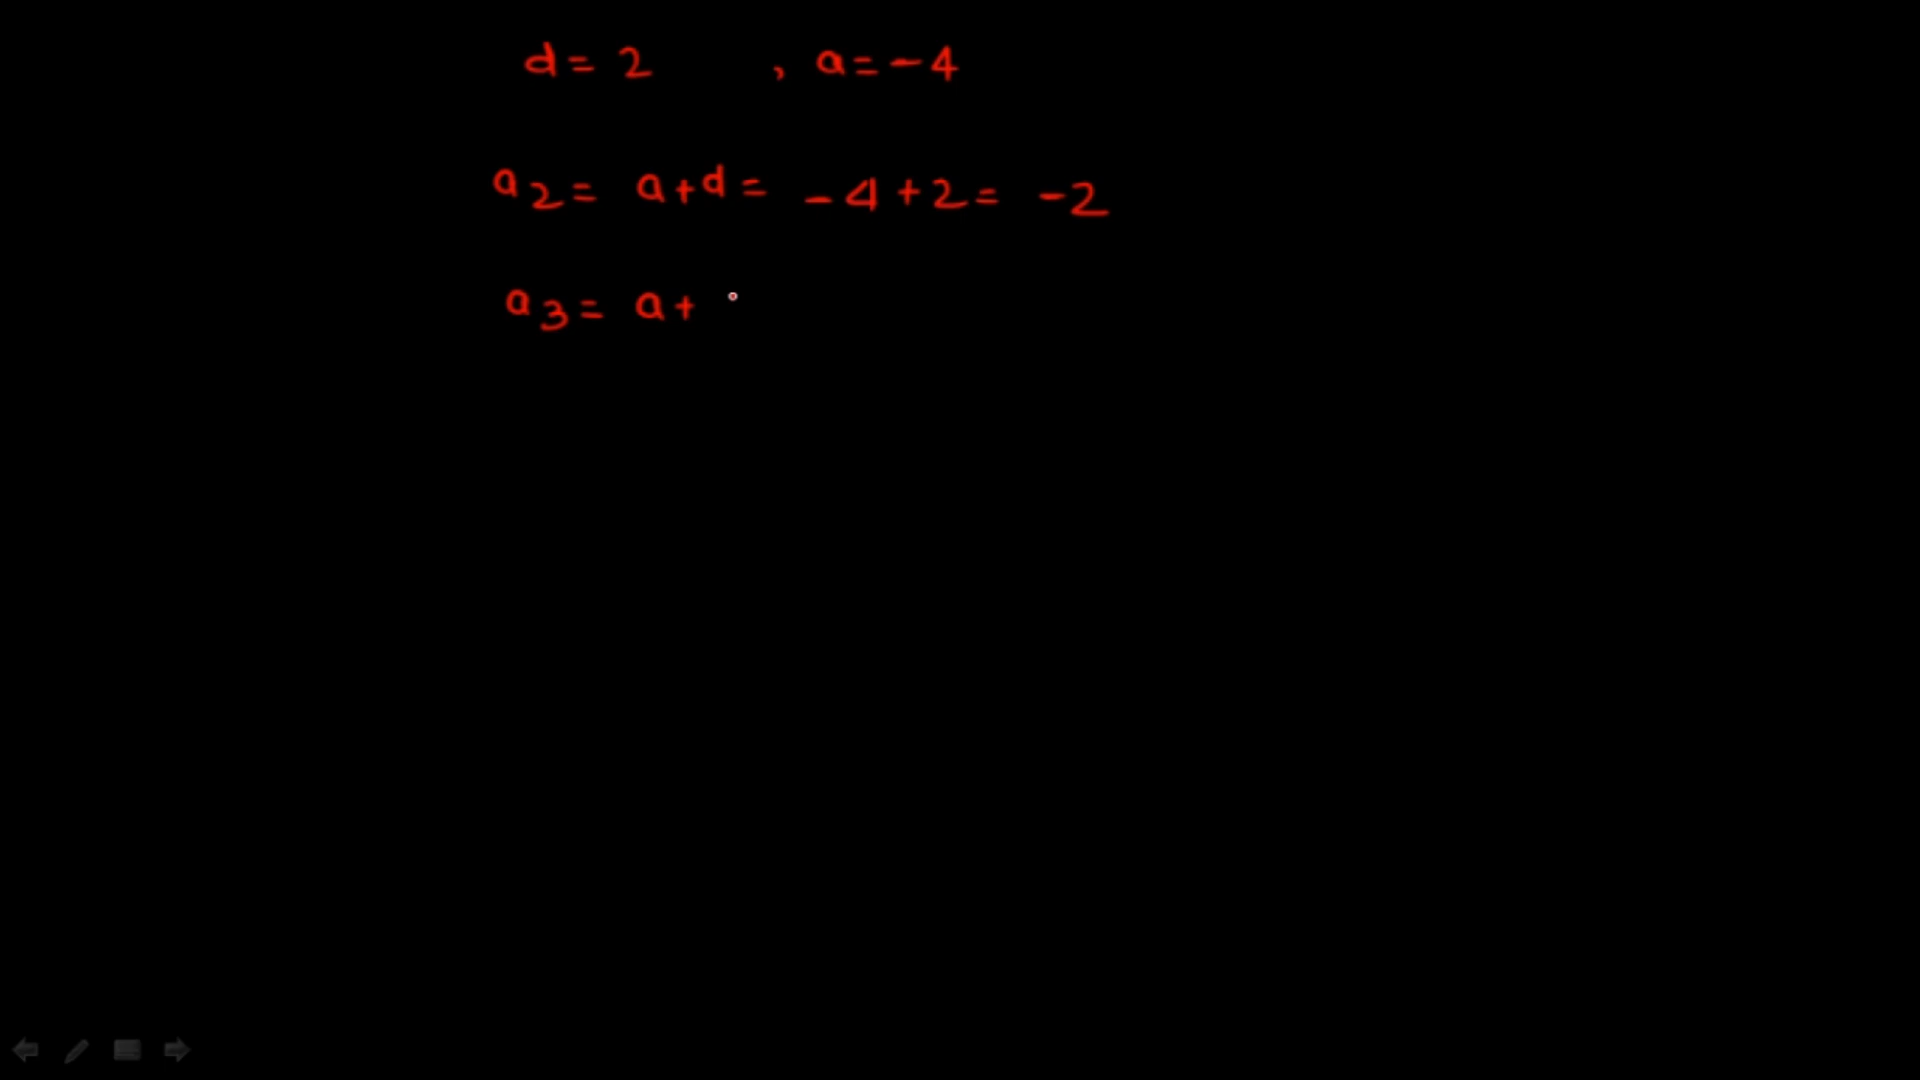 d = 2 , a = -4
a₂ = a + d = -4 + 2 = -2
a₃ = a +